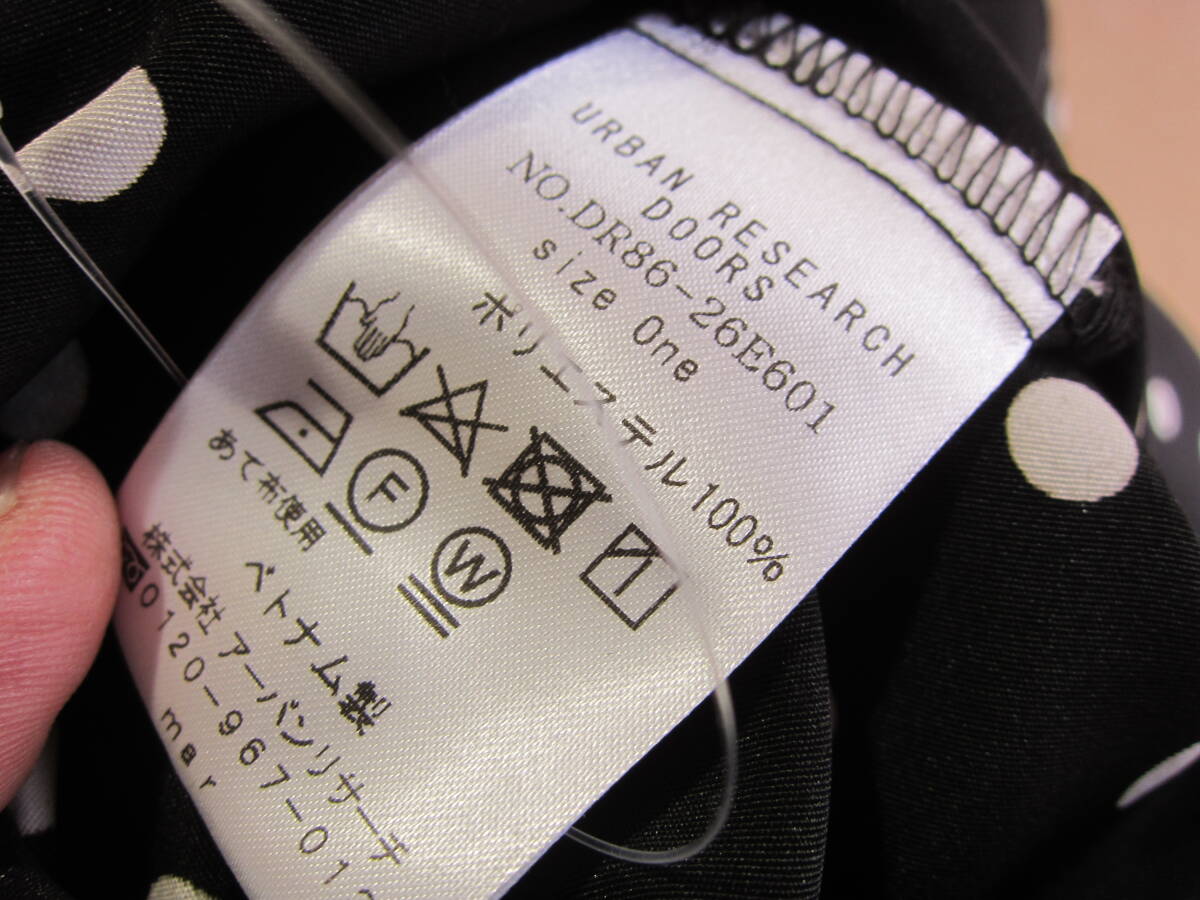 URBAN RESEARCH
DOORS
NO.DR86-26E601
size One
ポリエステル100%
F
W
あて布使用
ベトナム製
株式会社 アーバンリサーチ
0120-967-01
mar